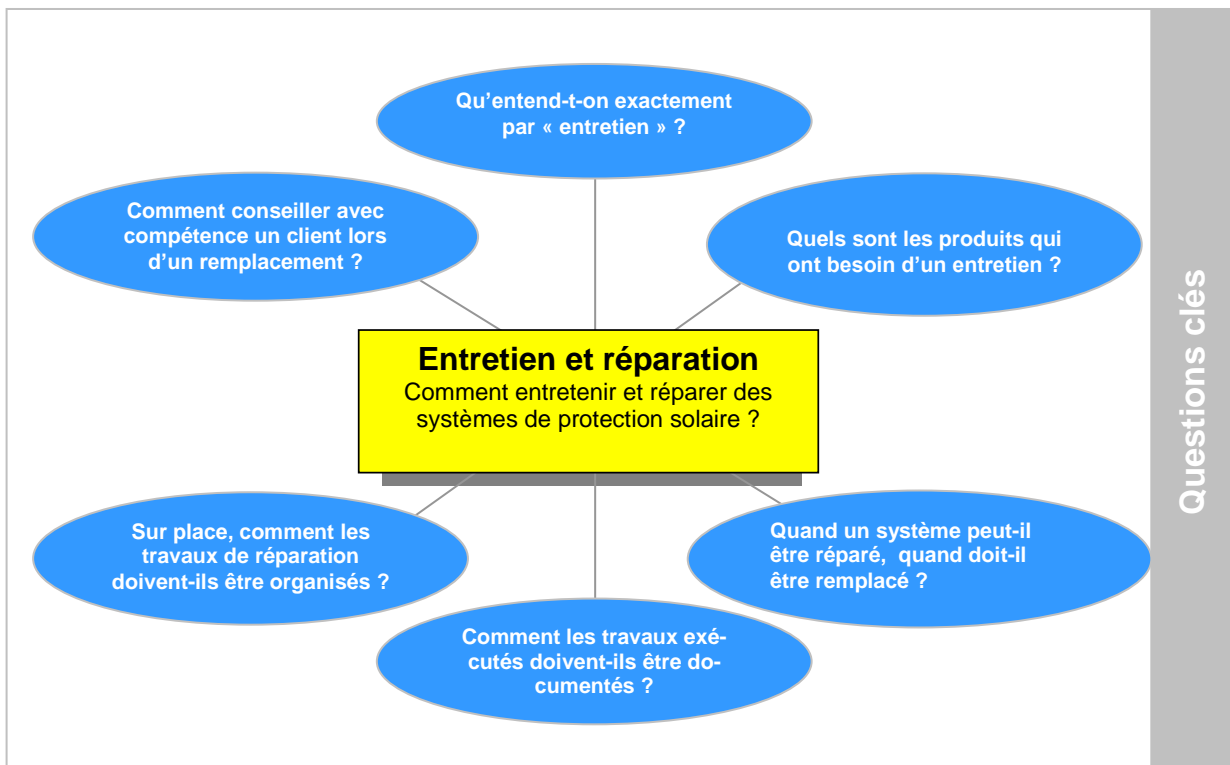 Qu'entend-t-on exactement
par « entretien » ?
Comment conseiller avec
compétence un client lors
d'un remplacement ?
Quels sont les produits qui
ont besoin d'un entretien ?
Entretien et réparation
Comment entretenir et réparer des
systèmes de protection solaire ?
Sur place, comment les
travaux de réparation
doivent-ils être organisés ?
Quand un système peut-il
être réparé, quand doit-il
être remplacé ?
Comment les travaux exé-
cutés doivent-ils être do-
cumentés ?
Questions clés